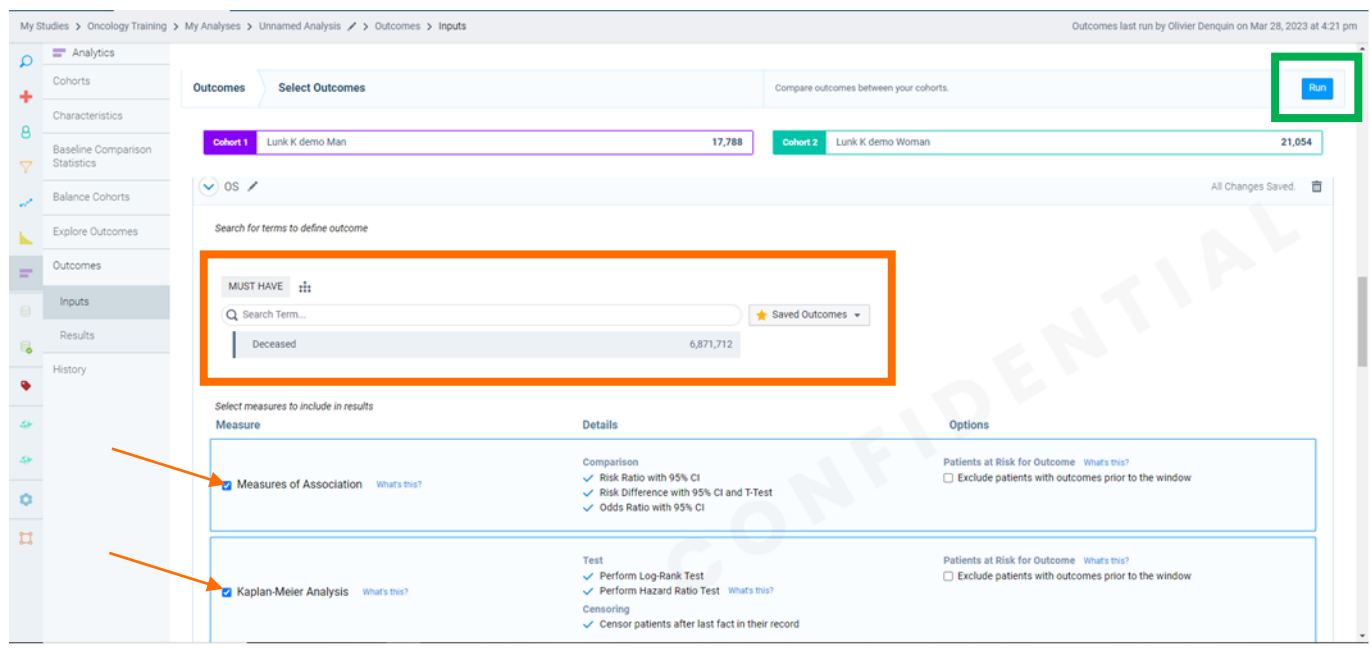 My Studies > Oncology Training > My Analyses > Unnamed Analysis > Outcomes > Inputs
Outcomes last run by Olivier Denquin on Mar 28, 2023 at 4:21 pm
Analytics
Cohorts
Characteristics
Baseline Comparison
Statistics
Balance Cohorts
Explore Outcomes
Outcomes
Inputs
Results
History
Outcomes Select Outcomes Compare outcomes between your cohorts. Run
Cohort 1 Lunk K demo Man 17,788 Cohort 2 Lunk K demo Woman 21,054
OS All Changes Saved.
Search for terms to define outcome
MUST HAVE
Search Term... Saved Outcomes
Deceased 6,871,712
Select measures to include in results
Measure Details Options
Measures of Association What's this?
Comparison
Risk Ratio with 95% CI
Risk Difference with 95% CI and T-Test
Odds Ratio with 95% CI
Patients at Risk for Outcome What's this?
Exclude patients with outcomes prior to the window
Kaplan-Meier Analysis What's this?
Test
Perform Log-Rank Test
Perform Hazard Ratio Test What's this?
Censoring
Censor patients after last fact in their record
Patients at Risk for Outcome What's this?
Exclude patients with outcomes prior to the window
CONFIDENTIAL